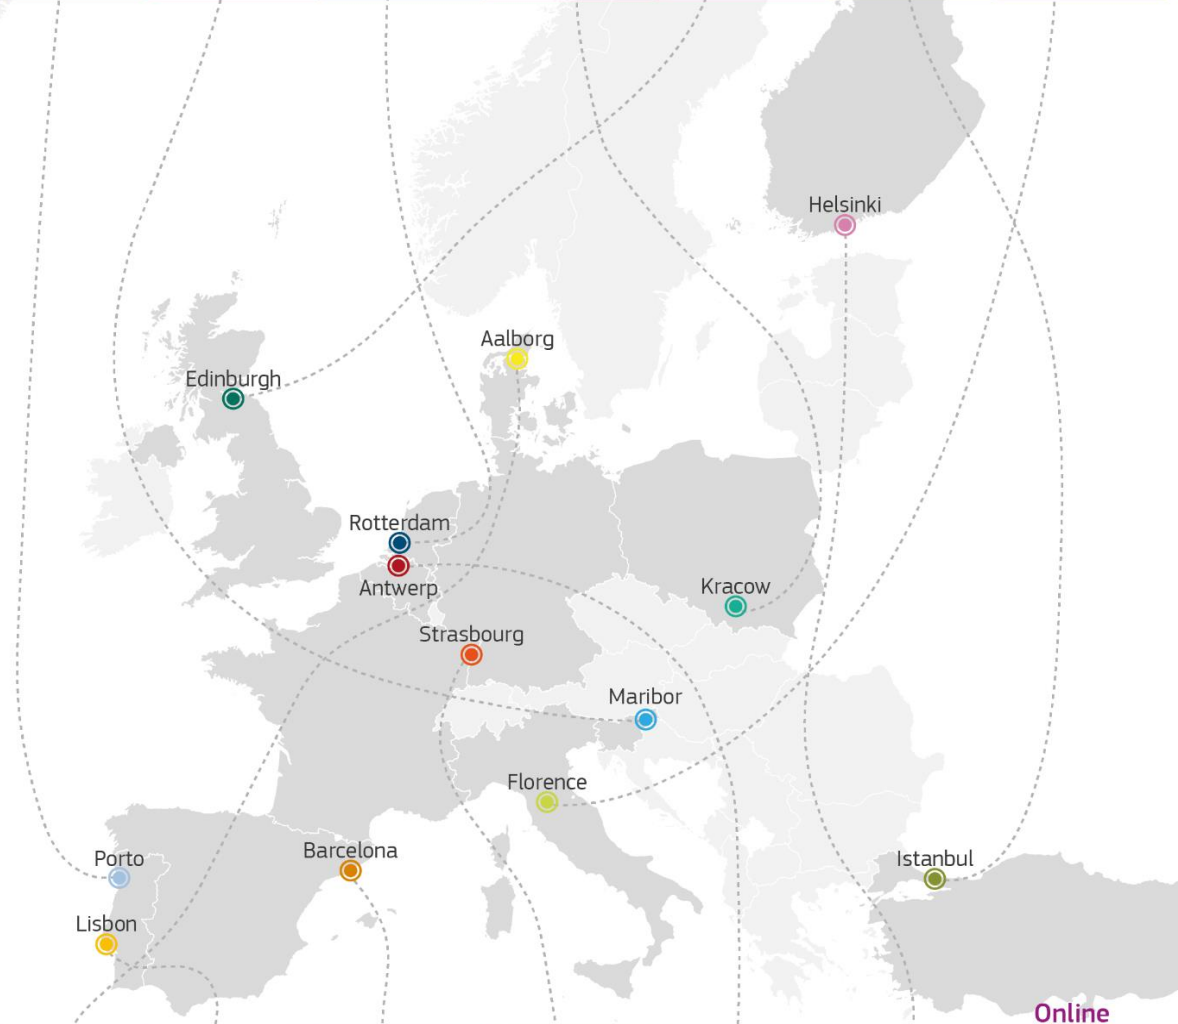 Helsinki
Aalborg
Edinburgh
Rotterdam
Antwerp
Kracow
Strasbourg
Maribor
Florence
Barcelona
Porto
Istanbul
Lisbon
Online